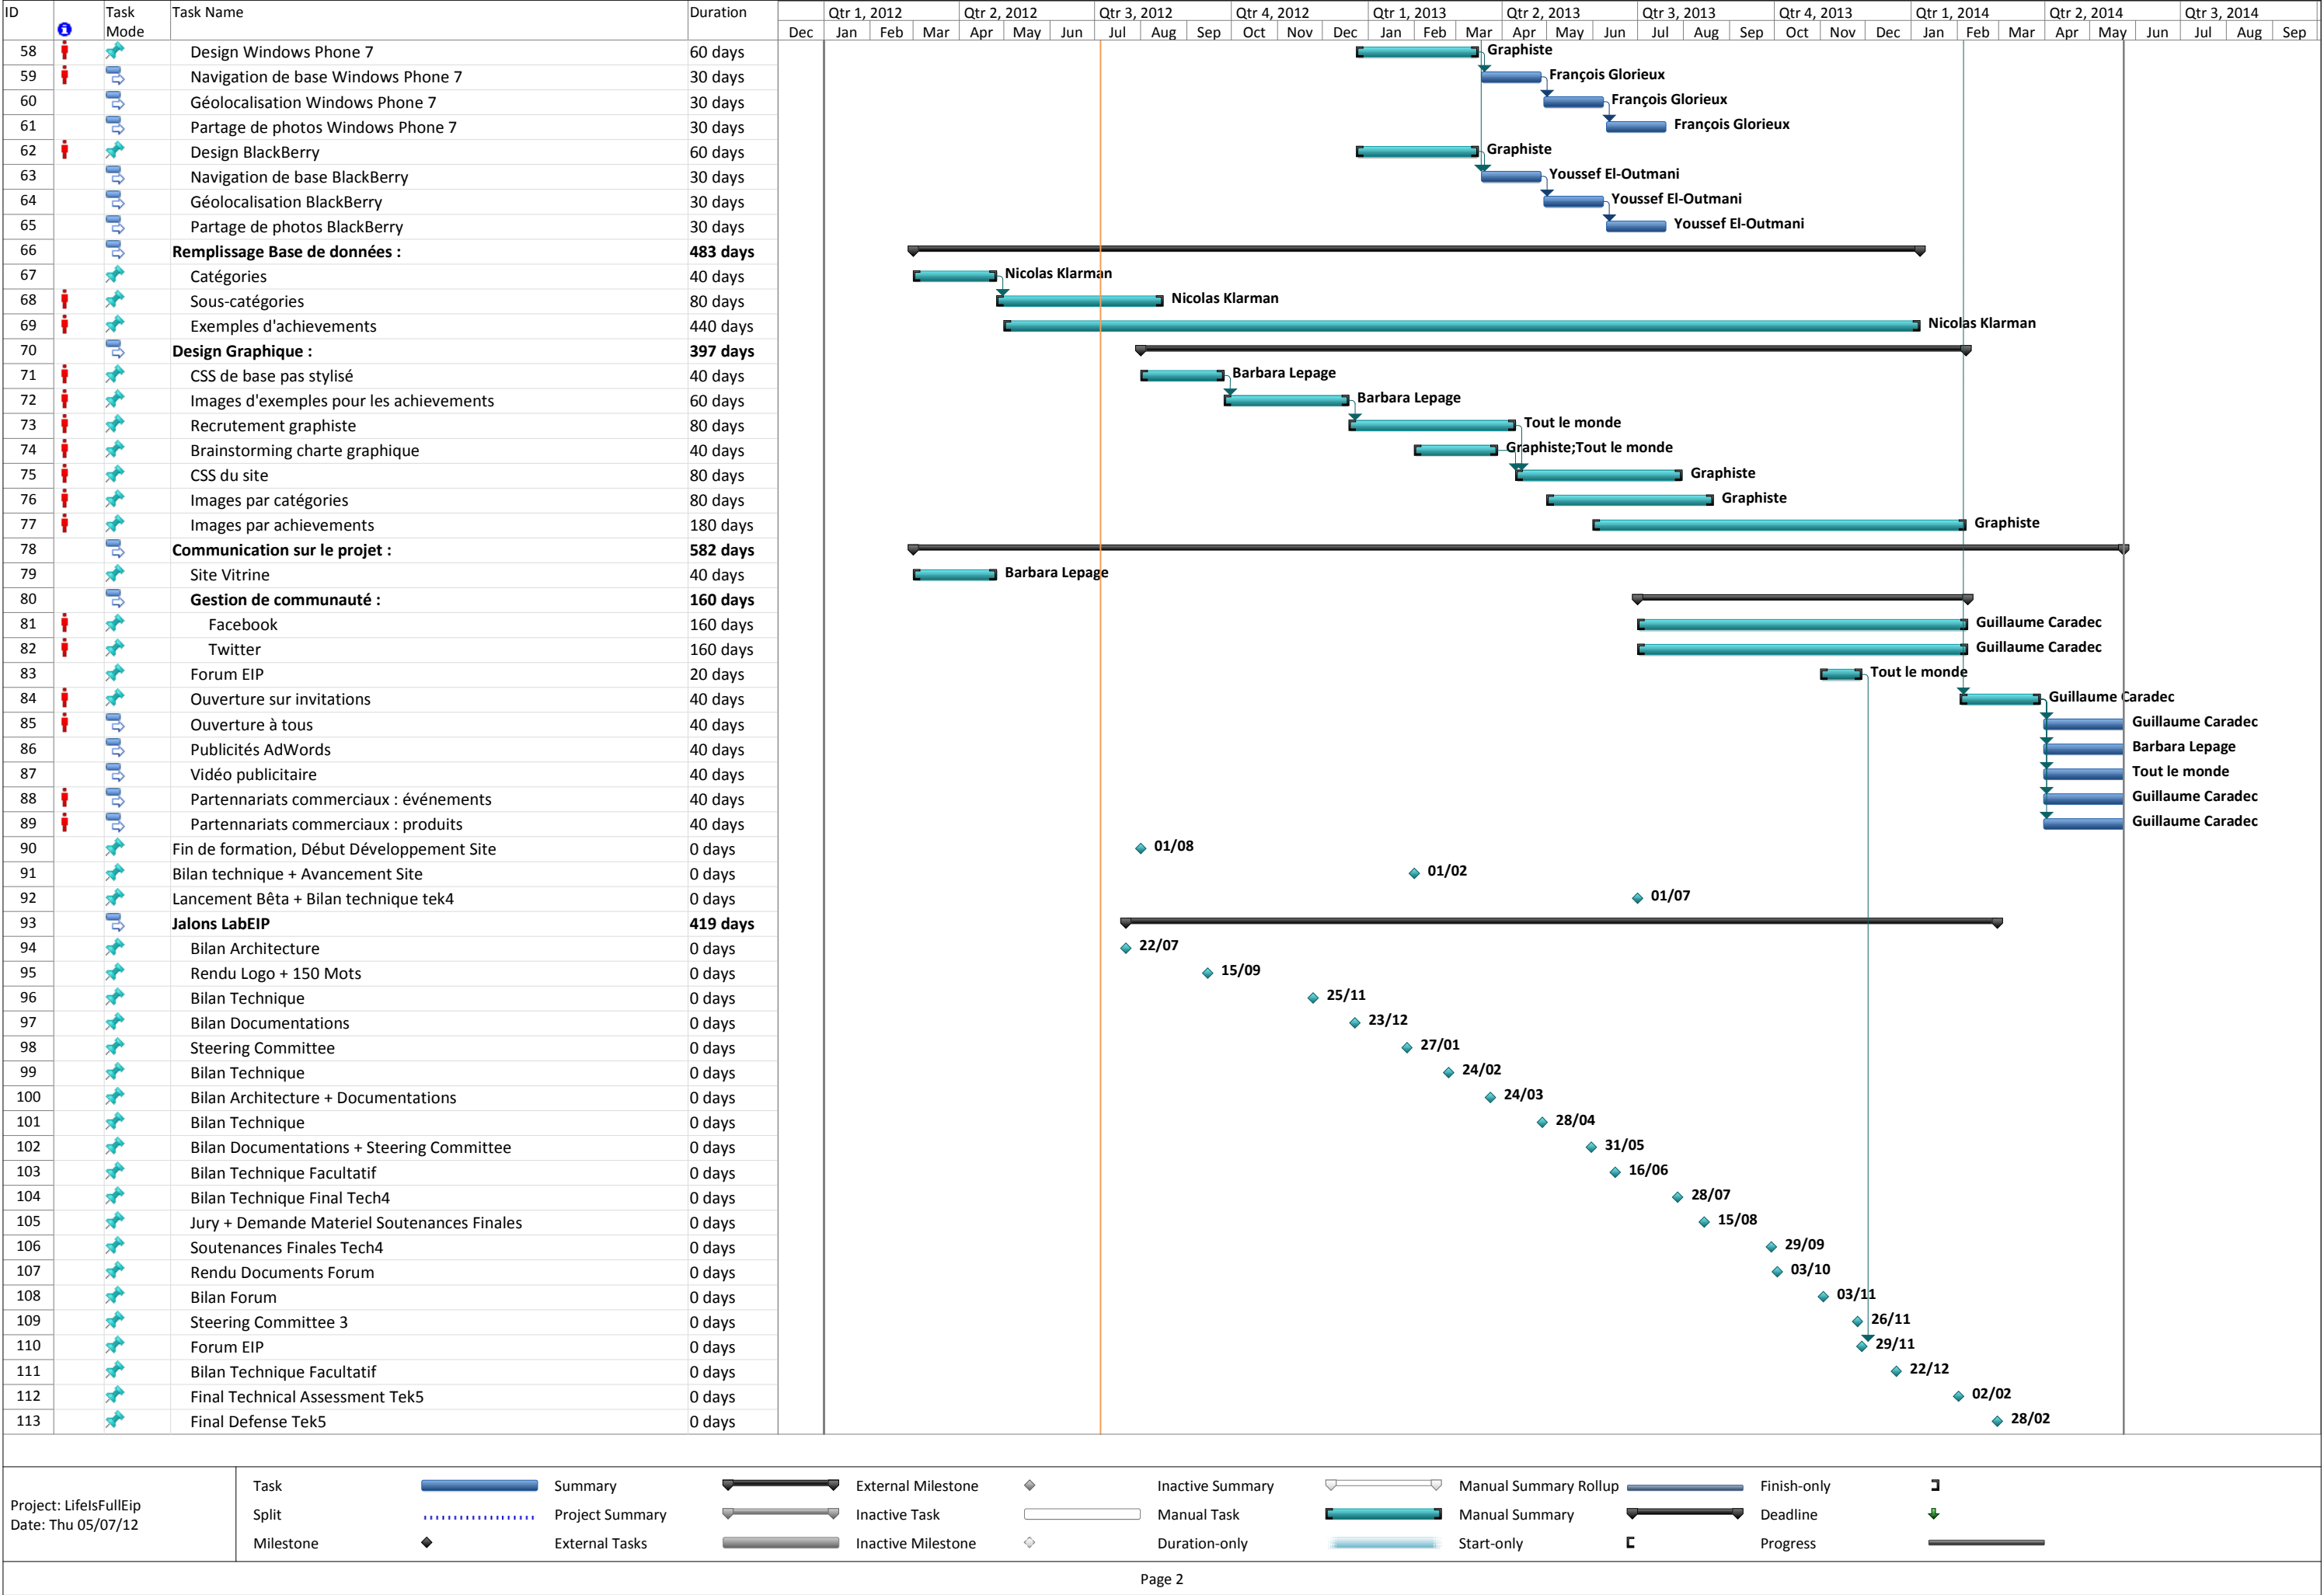 ID Task Mode Task Name Duration Qtr 1, 2012 Qtr 2, 2012 Qtr 3, 2012 Qtr 4, 2012 Qtr 1, 2013 Qtr 2, 2013 Qtr 3, 2013 Qtr 4, 2013 Qtr 1, 2014 Qtr 2, 2014 Qtr 3, 2014
Dec Jan Feb Mar Apr May Jun Jul Aug Sep Oct Nov Dec Jan Feb Mar Apr May Jun Jul Aug Sep Oct Nov Dec Jan Feb Mar Apr May Jun Jul Aug Sep
58 Design Windows Phone 7 60 days Graphiste
59 Navigation de base Windows Phone 7 30 days François Glorieux
60 Géolocalisation Windows Phone 7 30 days François Glorieux
61 Partage de photos Windows Phone 7 30 days François Glorieux
62 Design BlackBerry 60 days Graphiste
63 Navigation de base BlackBerry 30 days Youssef El-Outmani
64 Géolocalisation BlackBerry 30 days Youssef El-Outmani
65 Partage de photos BlackBerry 30 days Youssef El-Outmani
66 Remplissage Base de données : 483 days
67 Catégories 40 days Nicolas Klarman
68 Sous-catégories 80 days Nicolas Klarman
69 Exemples d'achievements 440 days Nicolas Klarman
70 Design Graphique : 397 days
71 CSS de base pas stylisé 40 days Barbara Lepage
72 Images d'exemples pour les achievements 60 days Barbara Lepage
73 Recrutement graphiste 80 days Tout le monde
74 Brainstorming charte graphique 40 days Graphiste;Tout le monde
75 CSS du site 80 days Graphiste
76 Images par catégories 80 days Graphiste
77 Images par achievements 180 days Graphiste
78 Communication sur le projet : 582 days
79 Site Vitrine 40 days Barbara Lepage
80 Gestion de communauté : 160 days
81 Facebook 160 days Guillaume Caradec
82 Twitter 160 days Guillaume Caradec
83 Forum EIP 20 days Tout le monde
84 Ouverture sur invitations 40 days Guillaume Caradec
85 Ouverture à tous 40 days Guillaume Caradec
86 Publicités AdWords 40 days Barbara Lepage
87 Vidéo publicitaire 40 days Tout le monde
88 Partennariats commerciaux : événements 40 days Guillaume Caradec
89 Partennariats commerciaux : produits 40 days Guillaume Caradec
90 Fin de formation, Début Développement Site 0 days 01/08
91 Bilan technique + Avancement Site 0 days 01/02
92 Lancement Bêta + Bilan technique tek4 0 days 01/07
93 Jalons LabEIP 419 days
94 Bilan Architecture 0 days 22/07
95 Rendu Logo + 150 Mots 0 days 15/09
96 Bilan Technique 0 days 25/11
97 Bilan Documentations 0 days 23/12
98 Steering Committee 0 days 27/01
99 Bilan Technique 0 days 24/02
100 Bilan Architecture + Documentations 0 days 24/03
101 Bilan Technique 0 days 28/04
102 Bilan Documentations + Steering Committee 0 days 31/05
103 Bilan Technique Facultatif 0 days 16/06
104 Bilan Technique Final Tech4 0 days 28/07
105 Jury + Demande Materiel Soutenances Finales 0 days 15/08
106 Soutenances Finales Tech4 0 days 29/09
107 Rendu Documents Forum 0 days 03/10
108 Bilan Forum 0 days 03/11
109 Steering Committee 3 0 days 26/11
110 Forum EIP 0 days 29/11
111 Bilan Technique Facultatif 0 days 22/12
112 Final Technical Assessment Tek5 0 days 02/02
113 Final Defense Tek5 0 days 28/02
Project: LifeIsFullEip
Date: Thu 05/07/12
Task Summary External Milestone Inactive Summary Manual Summary Rollup Finish-only
Split Project Summary Inactive Task Manual Task Manual Summary Deadline
Milestone External Tasks Inactive Milestone Duration-only Start-only Progress
Page 2